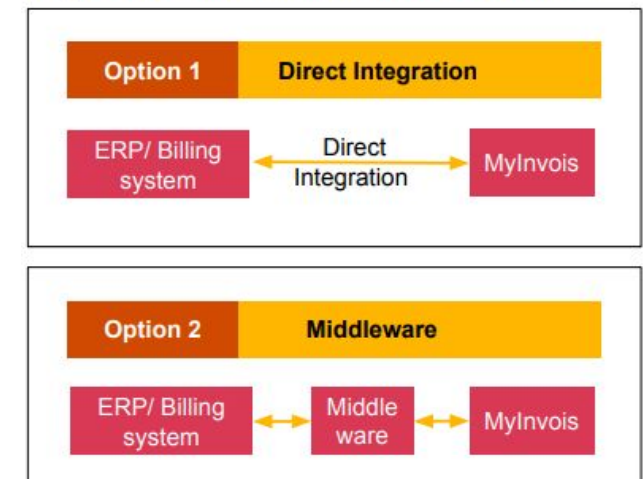 Option 1 Direct Integration
ERP/ Billing
system
Direct
Integration
MyInvois
Option 2 Middleware
ERP/ Billing
system
Middle
ware
MyInvois